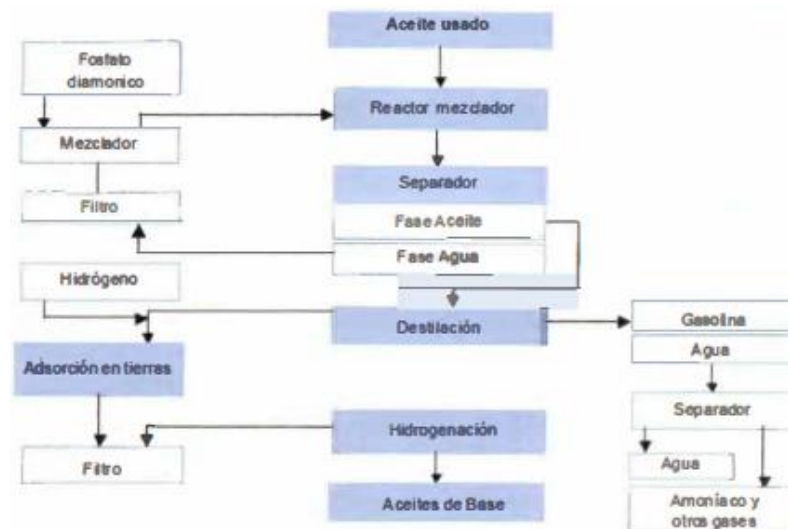 Aceite usado
Fosfato
diamonico
Reactor mezclador
Mezclador
Separador
Filtro
Fase Aceite
Fase Agua
Hidrógeno
Destilación
Gasolina
Agua
Adsorción en tierras
Separador
Hidrogenación
Filtro
Agua
Aceites de Base
Amoníaco y
otros gases